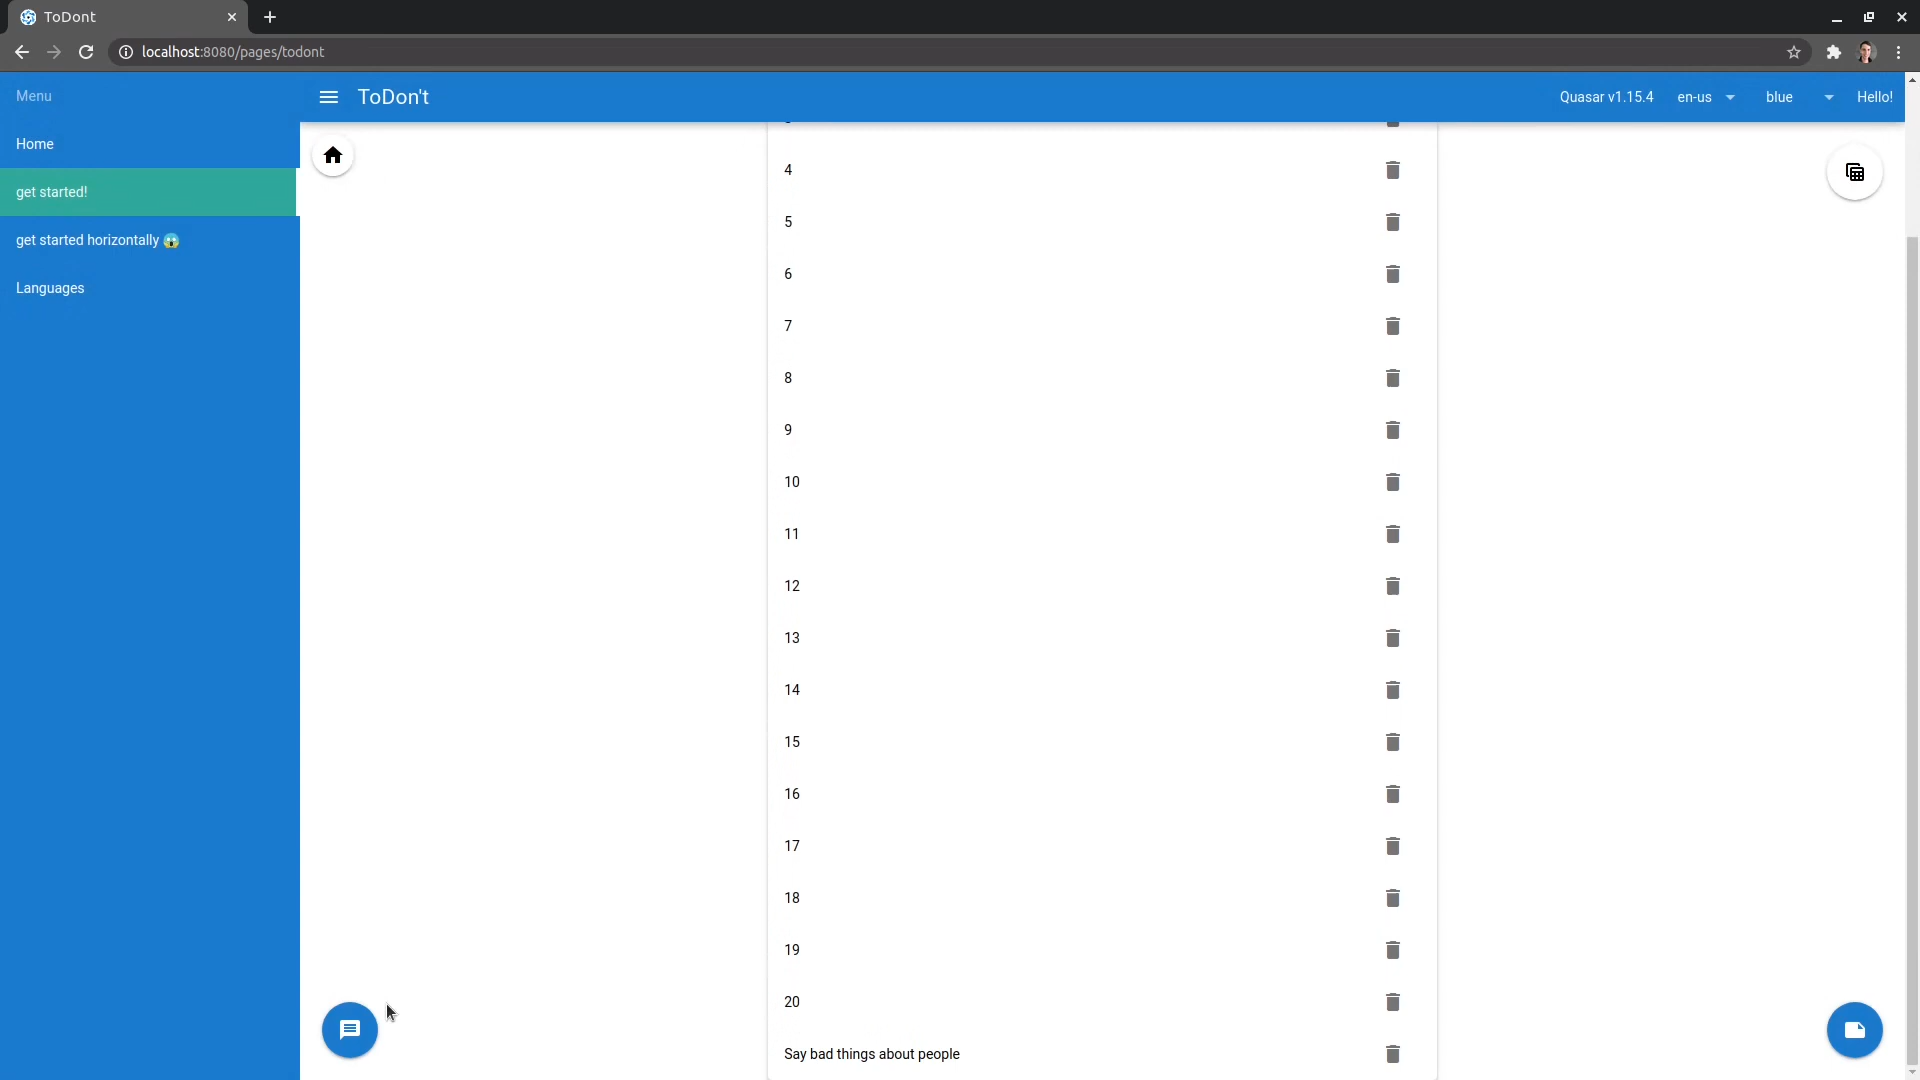 ToDont
localhost:8080/pages/todont
Menu
ToDon't
Quasar v1.15.4
en-us
blue
Hello!
Home
get started!
get started horizontally 😱
Languages
4
5
6
7
8
9
10
11
12
13
14
15
16
17
18
19
20
Say bad things about people